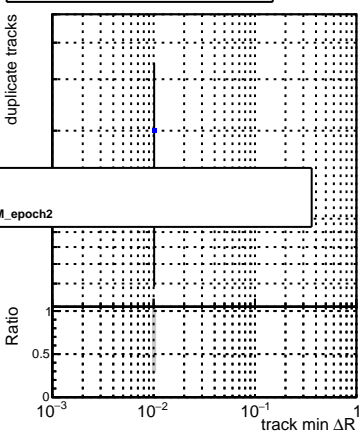 duplicate tracks
M_epoch2
Ratio
1
0.5
0
10⁻³ 10⁻² 10⁻¹ 1
track min ΔR